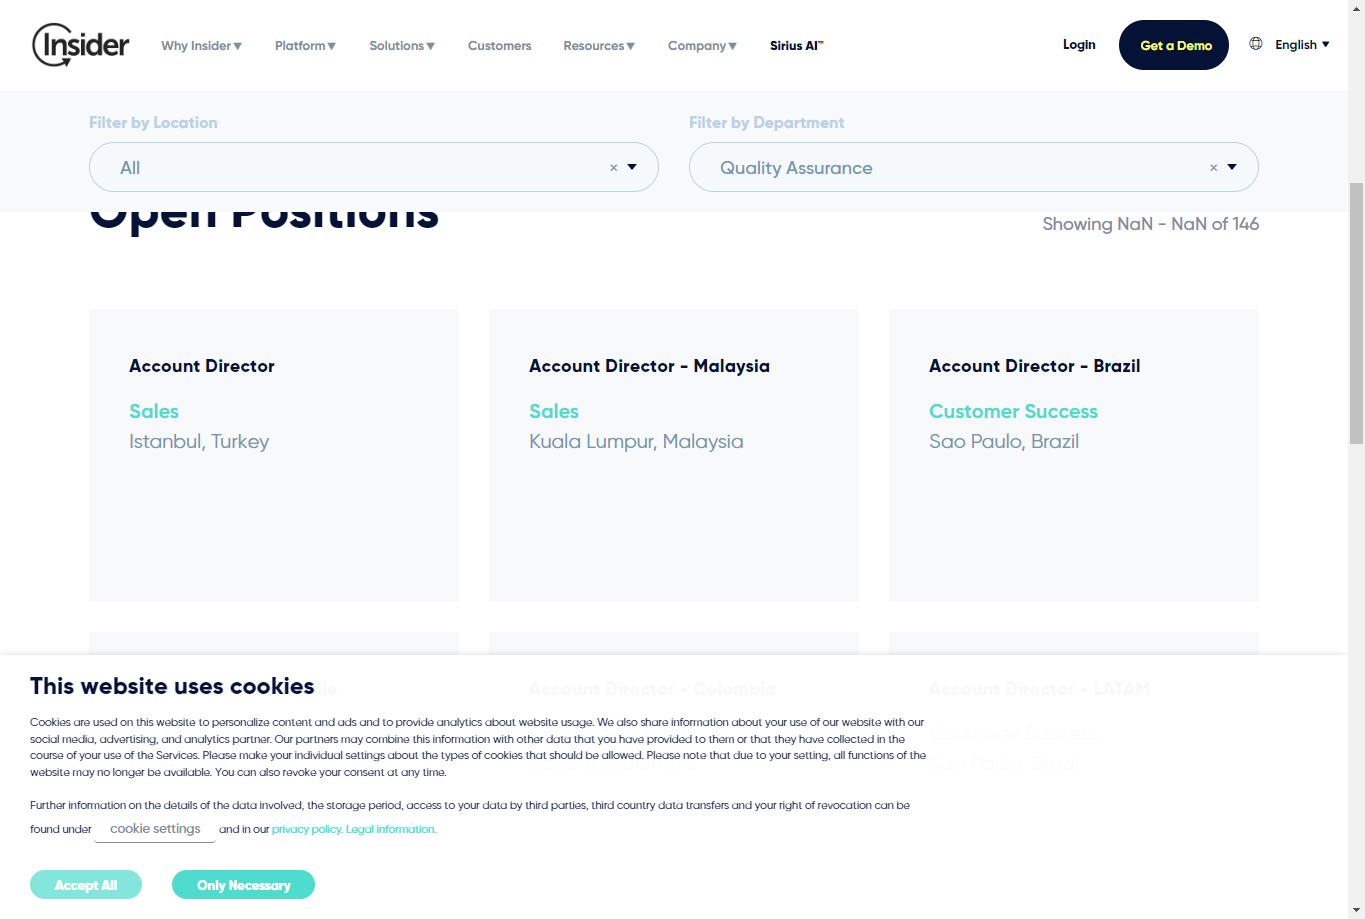 Insider
Why Insider▼ Platform▼ Solutions▼ Customers Resources▼ Company▼ Sirius AI™ Login Get a Demo English ▼
Filter by Location
All × ▼
Filter by Department
Quality Assurance × ▼
Open Positions
Showing NaN - NaN of 146
Account Director
Sales
Istanbul, Turkey
Account Director - Malaysia
Sales
Kuala Lumpur, Malaysia
Account Director - Brazil
Customer Success
Sao Paulo, Brazil
Account Director - Colombia
Account Director - LATAM
Customer Success
Sao Paulo, Brazil
This website uses cookies
Cookies are used on this website to personalize content and ads and to provide analytics about website usage. We also share information about your use of our website with our
social media, advertising, and analytics partner. Our partners may combine this information with other data that you have provided to them or that they have collected in the
course of your use of the Services. Please make your individual settings about the types of cookies that should be allowed. Please note that due to your setting, all functions of the
website may no longer be available. You can also revoke your consent at any time.
Further information on the details of the data involved, the storage period, access to your data by third parties, third country data transfers and your right of revocation can be
found under cookie settings and in our privacy policy. Legal information.
Accept All Only Necessary